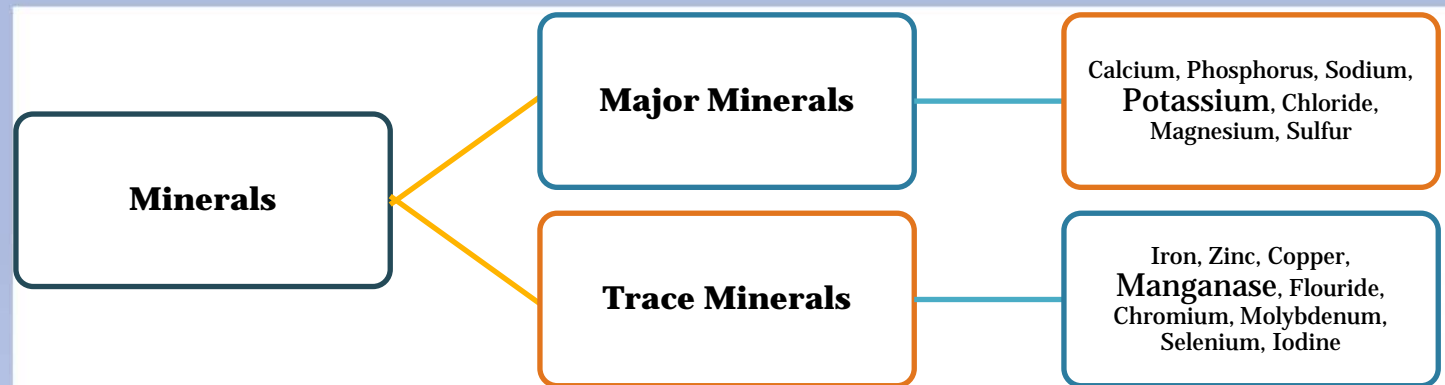 Minerals
Major Minerals
Calcium, Phosphorus, Sodium,
Potassium, Chloride,
Magnesium, Sulfur
Trace Minerals
Iron, Zinc, Copper,
Manganase, Flouride,
Chromium, Molybdenum,
Selenium, Iodine